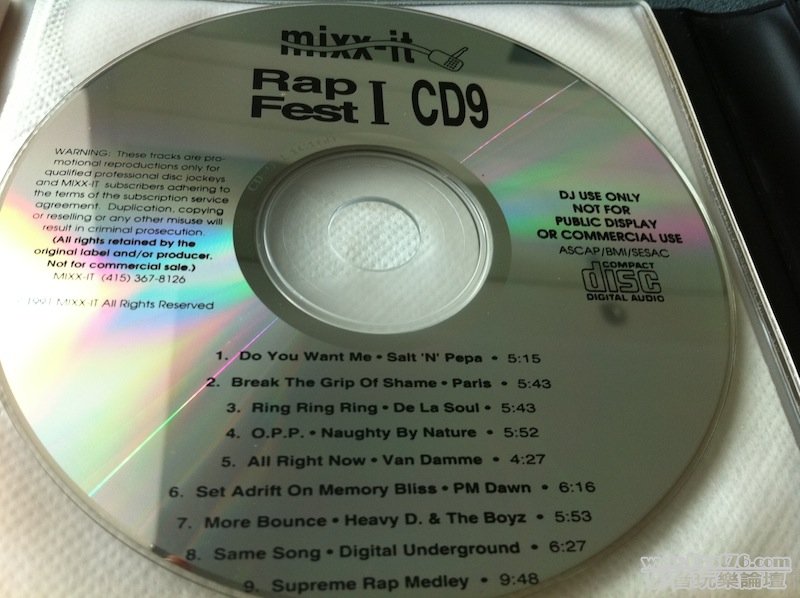 mixx-it
Rap
Fest I CD9
WARNING: These tracks are pro-
motional reproductions only for
qualified professional disc jockeys
and MIXX-IT subscribers adhering to
the terms of the subscription service
agreement. Duplication, copying
or reselling or any other misuse will
result in criminal prosecution.
(All rights retained by the
original label and/or producer.
Not for commercial sale.)
MIXX-IT (415) 367-8126
1991 MIXX-IT All Rights Reserved
DJ USE ONLY
NOT FOR
PUBLIC DISPLAY
OR COMMERCIAL USE
ASCAP/BMI/SESAC
COMPACT
disc
DIGITAL AUDIO
1. Do You Want Me • Salt 'N' Pepa • 5:15
2. Break The Grip Of Shame • Paris • 5:43
3. Ring Ring Ring • De La Soul • 5:43
4. O.P.P. • Naughty By Nature • 5:52
5. All Right Now • Van Damme • 4:27
6. Set Adrift On Memory Bliss • PM Dawn • 6:16
7. More Bounce • Heavy D. & The Boyz • 5:53
8. Same Song • Digital Underground • 6:27
9. Supreme Rap Medley • 9:48
玩樂論壇